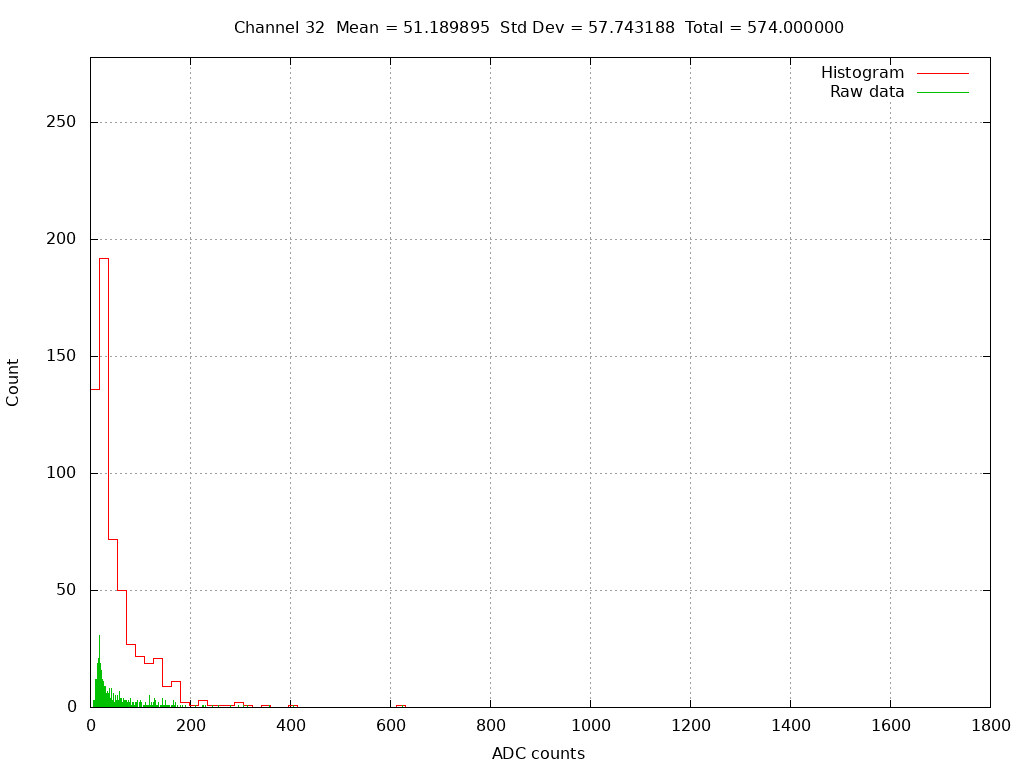 Channel 32  Mean = 51.189895  Std Dev = 57.743188  Total = 574.000000
Histogram
Raw data
250
200
150
100
50
0
Count
0 200 400 600 800 1000 1200 1400 1600 1800
ADC counts